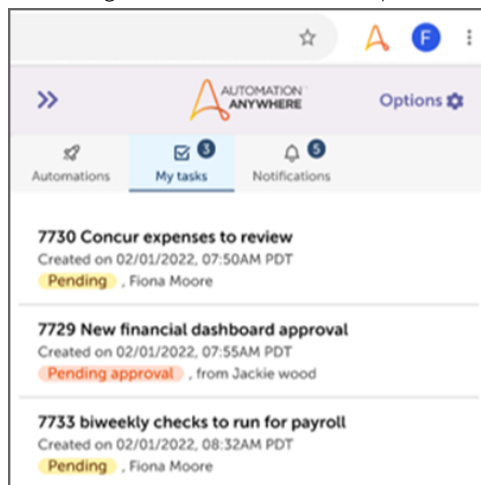 F
AUTOMATION
ANYWHERE
Options
3
5
Automations
My tasks
Notifications
7730 Concur expenses to review
Created on 02/01/2022, 07:50AM PDT
Pending , Fiona Moore
7729 New financial dashboard approval
Created on 02/01/2022, 07:55AM PDT
Pending approval , from Jackie wood
7733 biweekly checks to run for payroll
Created on 02/01/2022, 08:32AM PDT
Pending , Fiona Moore